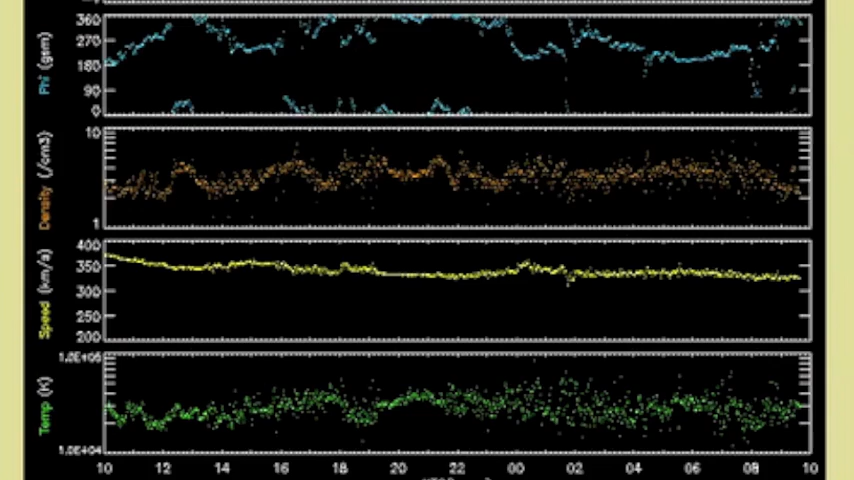 360
270
180
90
0
Phi (gsm)
10
1
Density (/cm3)
400
350
300
250
200
Speed (km/s)
1.0E+06
1.0E+04
Temp (K)
10 12 14 16 18 20 22 00 02 04 06 08 10